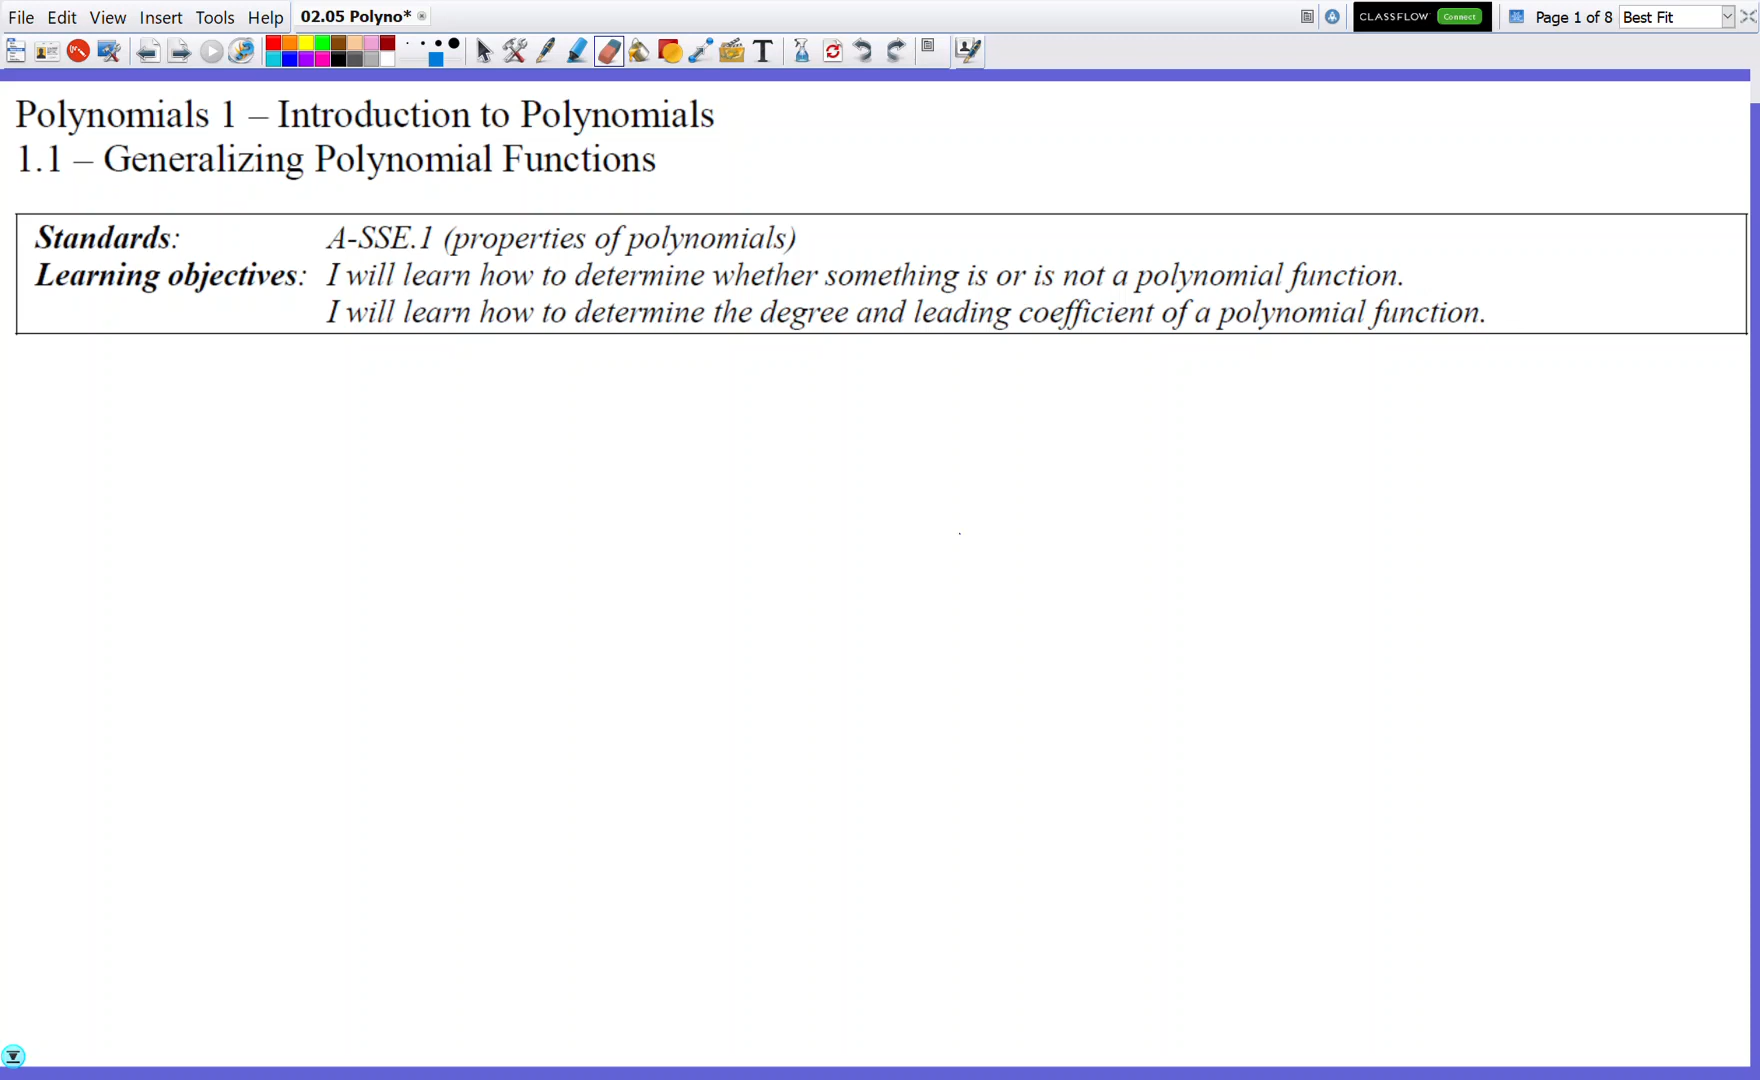 File Edit View Insert Tools Help 02.05 Polyno* CLASSFLOW Connect Page 1 of 8 Best Fit
T
Polynomials 1 – Introduction to Polynomials
1.1 – Generalizing Polynomial Functions
Standards: A-SSE.1 (properties of polynomials)
Learning objectives: I will learn how to determine whether something is or is not a polynomial function.
I will learn how to determine the degree and leading coefficient of a polynomial function.